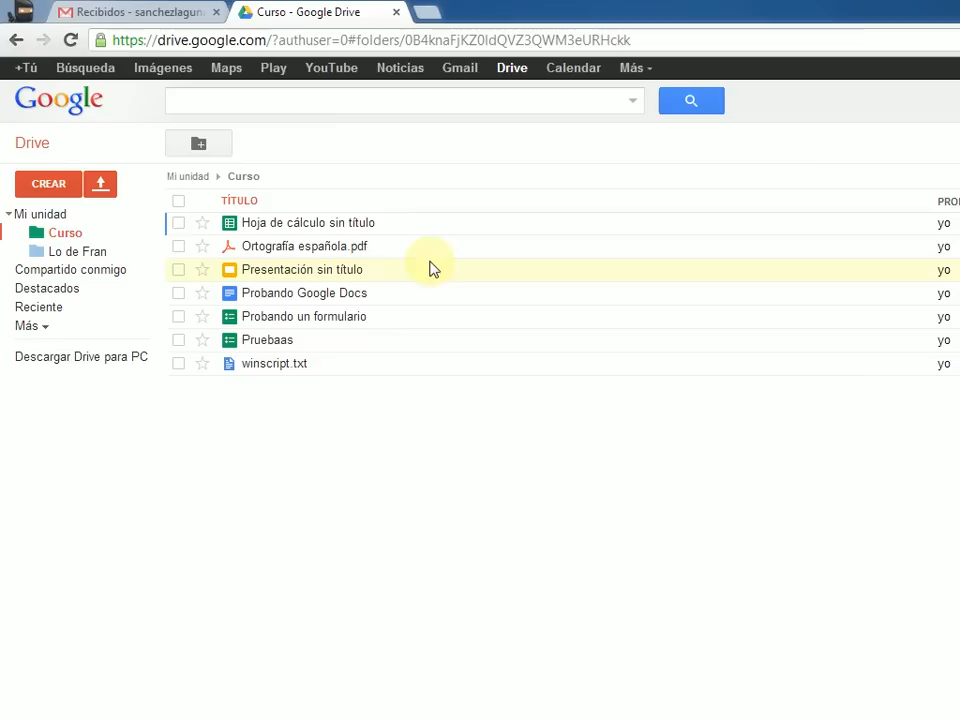 Recibidos - sanchezlagun
Curso - Google Drive
https://drive.google.com/?authuser=0#folders/0B4knaFjKZ0IdQVZ3QWM3eURHckk
+Tú Búsqueda Imágenes Maps Play YouTube Noticias Gmail Drive Calendar Más
Google
Drive
CREAR
Mi unidad
Curso
Lo de Fran
Compartido conmigo
Destacados
Reciente
Más
Descargar Drive para PC
Mi unidad Curso
TÍTULO
Hoja de cálculo sin título yo
Ortografía española.pdf yo
Presentación sin título yo
Probando Google Docs yo
Probando un formulario yo
Pruebaas yo
winscript.txt yo